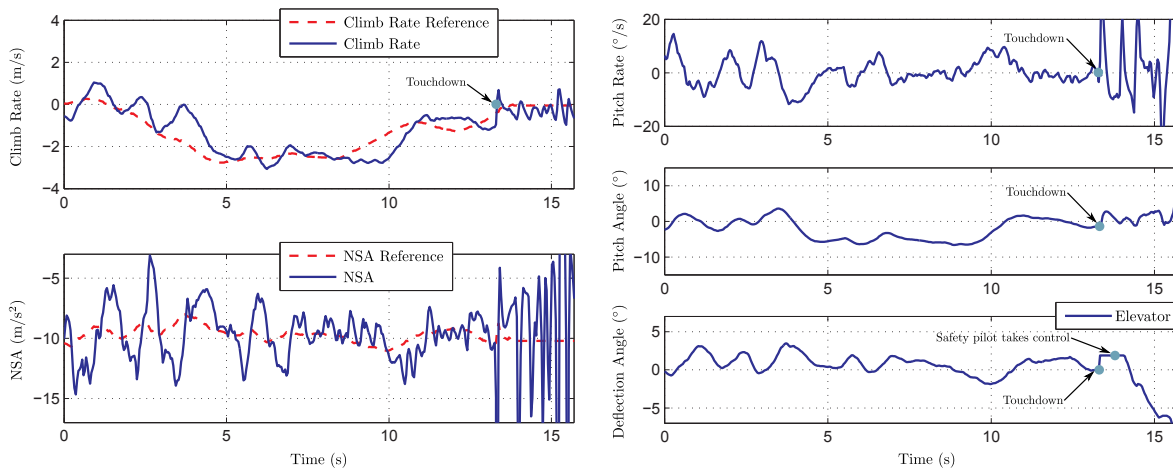 Climb Rate (m/s)
4
2
0
−2
−4
Climb Rate Reference
Climb Rate
Touchdown
0
5
10
15
NSA (m/s²)
−5
−10
−15
NSA Reference
NSA
0
5
10
15
Time (s)
Pitch Rate (°/s)
20
0
−20
Touchdown
0
5
10
15
Pitch Angle (°)
10
0
−10
Touchdown
0
5
10
15
Deflection Angle (°)
5
0
−5
Elevator
Safety pilot takes control
Touchdown
0
5
10
15
Time (s)